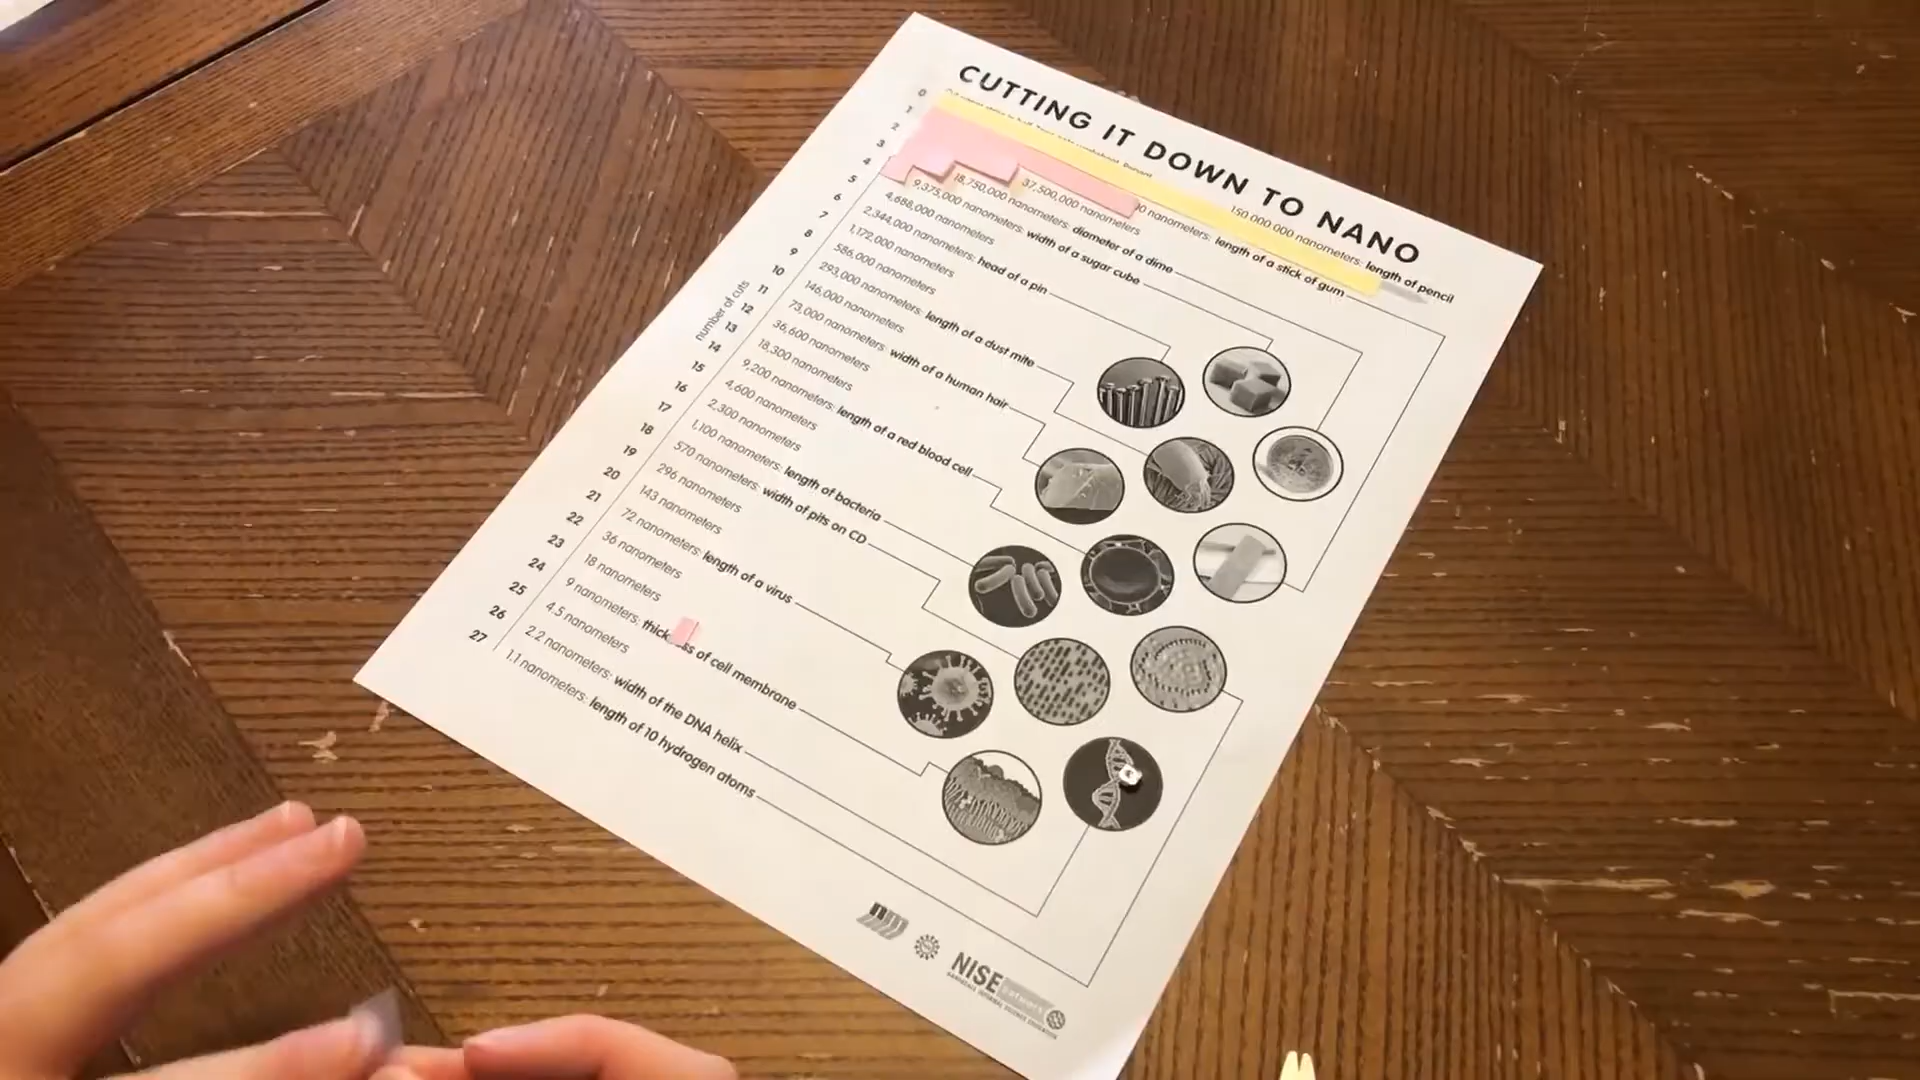 CUTTING IT DOWN TO NANO
number of cuts
0 150 000 000 nanometers: length of pencil
1 nanometers: length of a stick of gum
2 37,500,000 nanometers
3 18,750,000 nanometers: diameter of a dime
4 9,375,000 nanometers: width of a sugar cube
5 4,688,000 nanometers
6 2,344,000 nanometers: head of a pin
7 1,172,000 nanometers
8 586,000 nanometers
9 293,000 nanometers: length of a dust mite
10 146,000 nanometers
11 73,000 nanometers: width of a human hair
12 36,600 nanometers
13 18,300 nanometers
14 9,200 nanometers: length of a red blood cell
15 4,600 nanometers
16 2,300 nanometers
17 1,100 nanometers: length of bacteria
18 570 nanometers: width of pits on CD
19 296 nanometers
20 143 nanometers
21 72 nanometers: length of a virus
22 36 nanometers
23 18 nanometers
24 9 nanometers: thick ss of cell membrane
25 4.5 nanometers
26 2.2 nanometers: width of the DNA helix
27 1.1 nanometers: length of 10 hydrogen atoms
NISE network